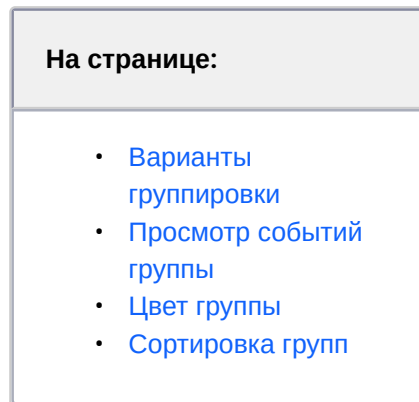 На странице:
• Варианты
группировки
• Просмотр событий
группы
• Цвет группы
• Сортировка групп